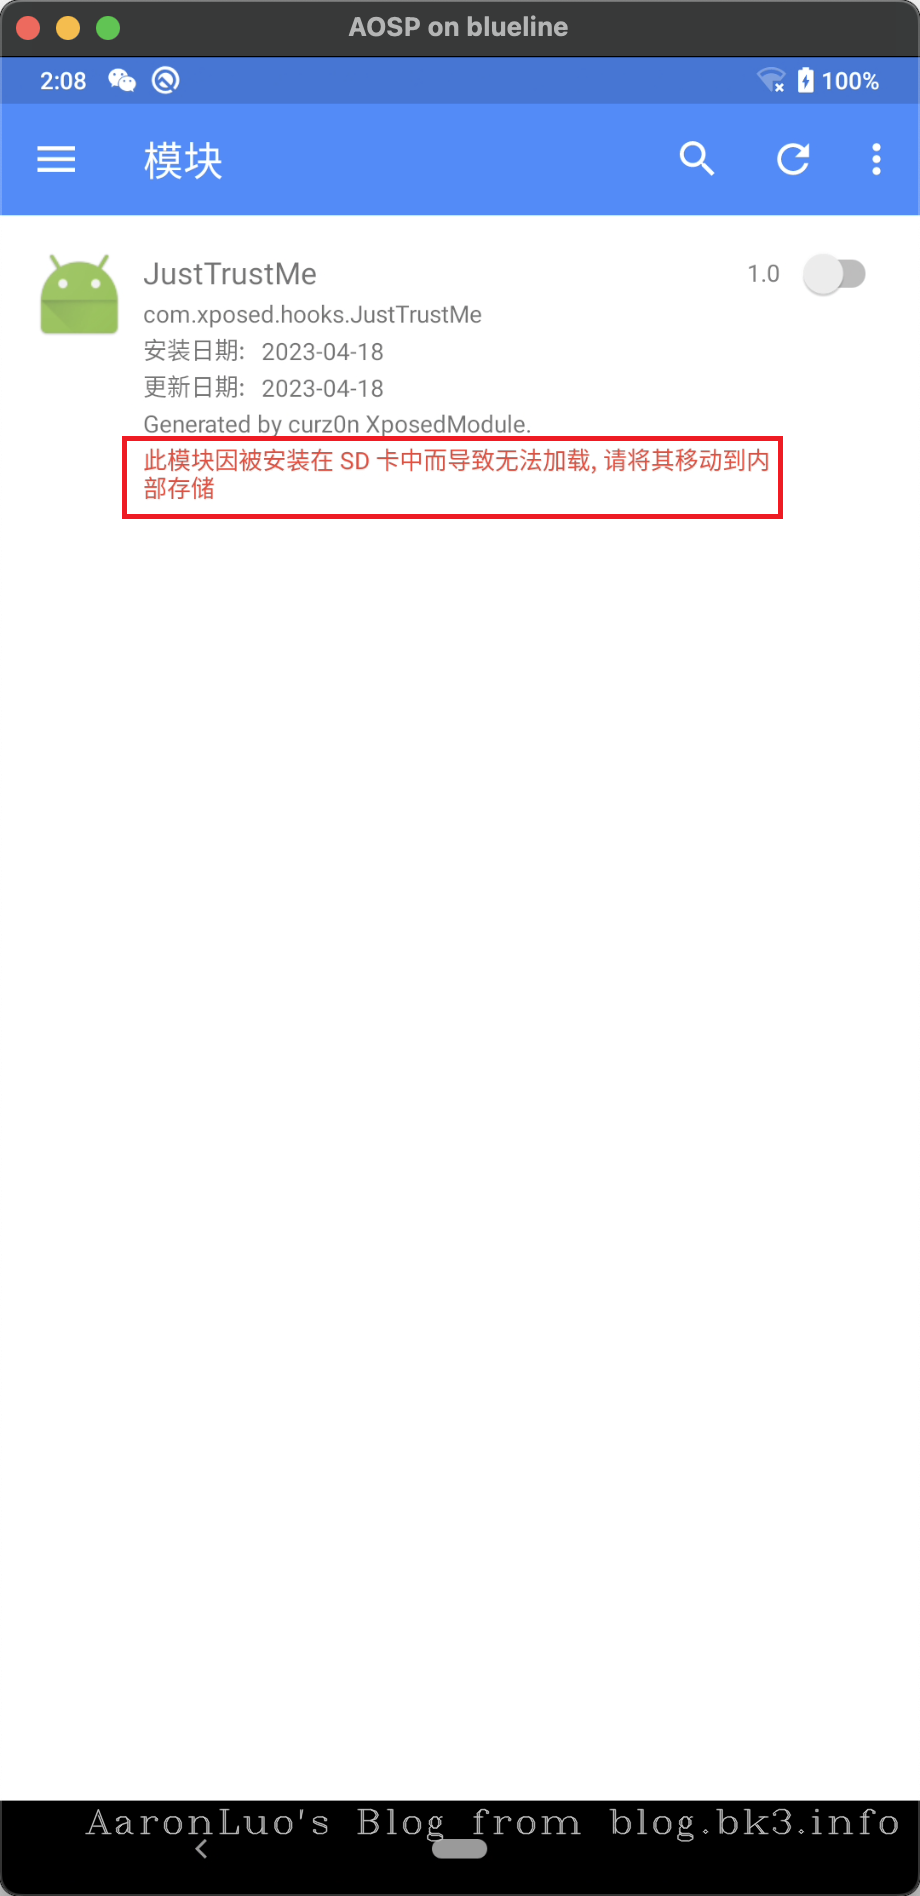 AOSP on blueline
2:08
100%
模块
JustTrustMe
1.0
com.xposed.hooks.JustTrustMe
安装日期: 2023-04-18
更新日期: 2023-04-18
Generated by curz0n XposedModule.
此模块因被安装在 SD 卡中而导致无法加载, 请将其移动到内
部存储
AaronLuo's Blog from blog.bk3.info